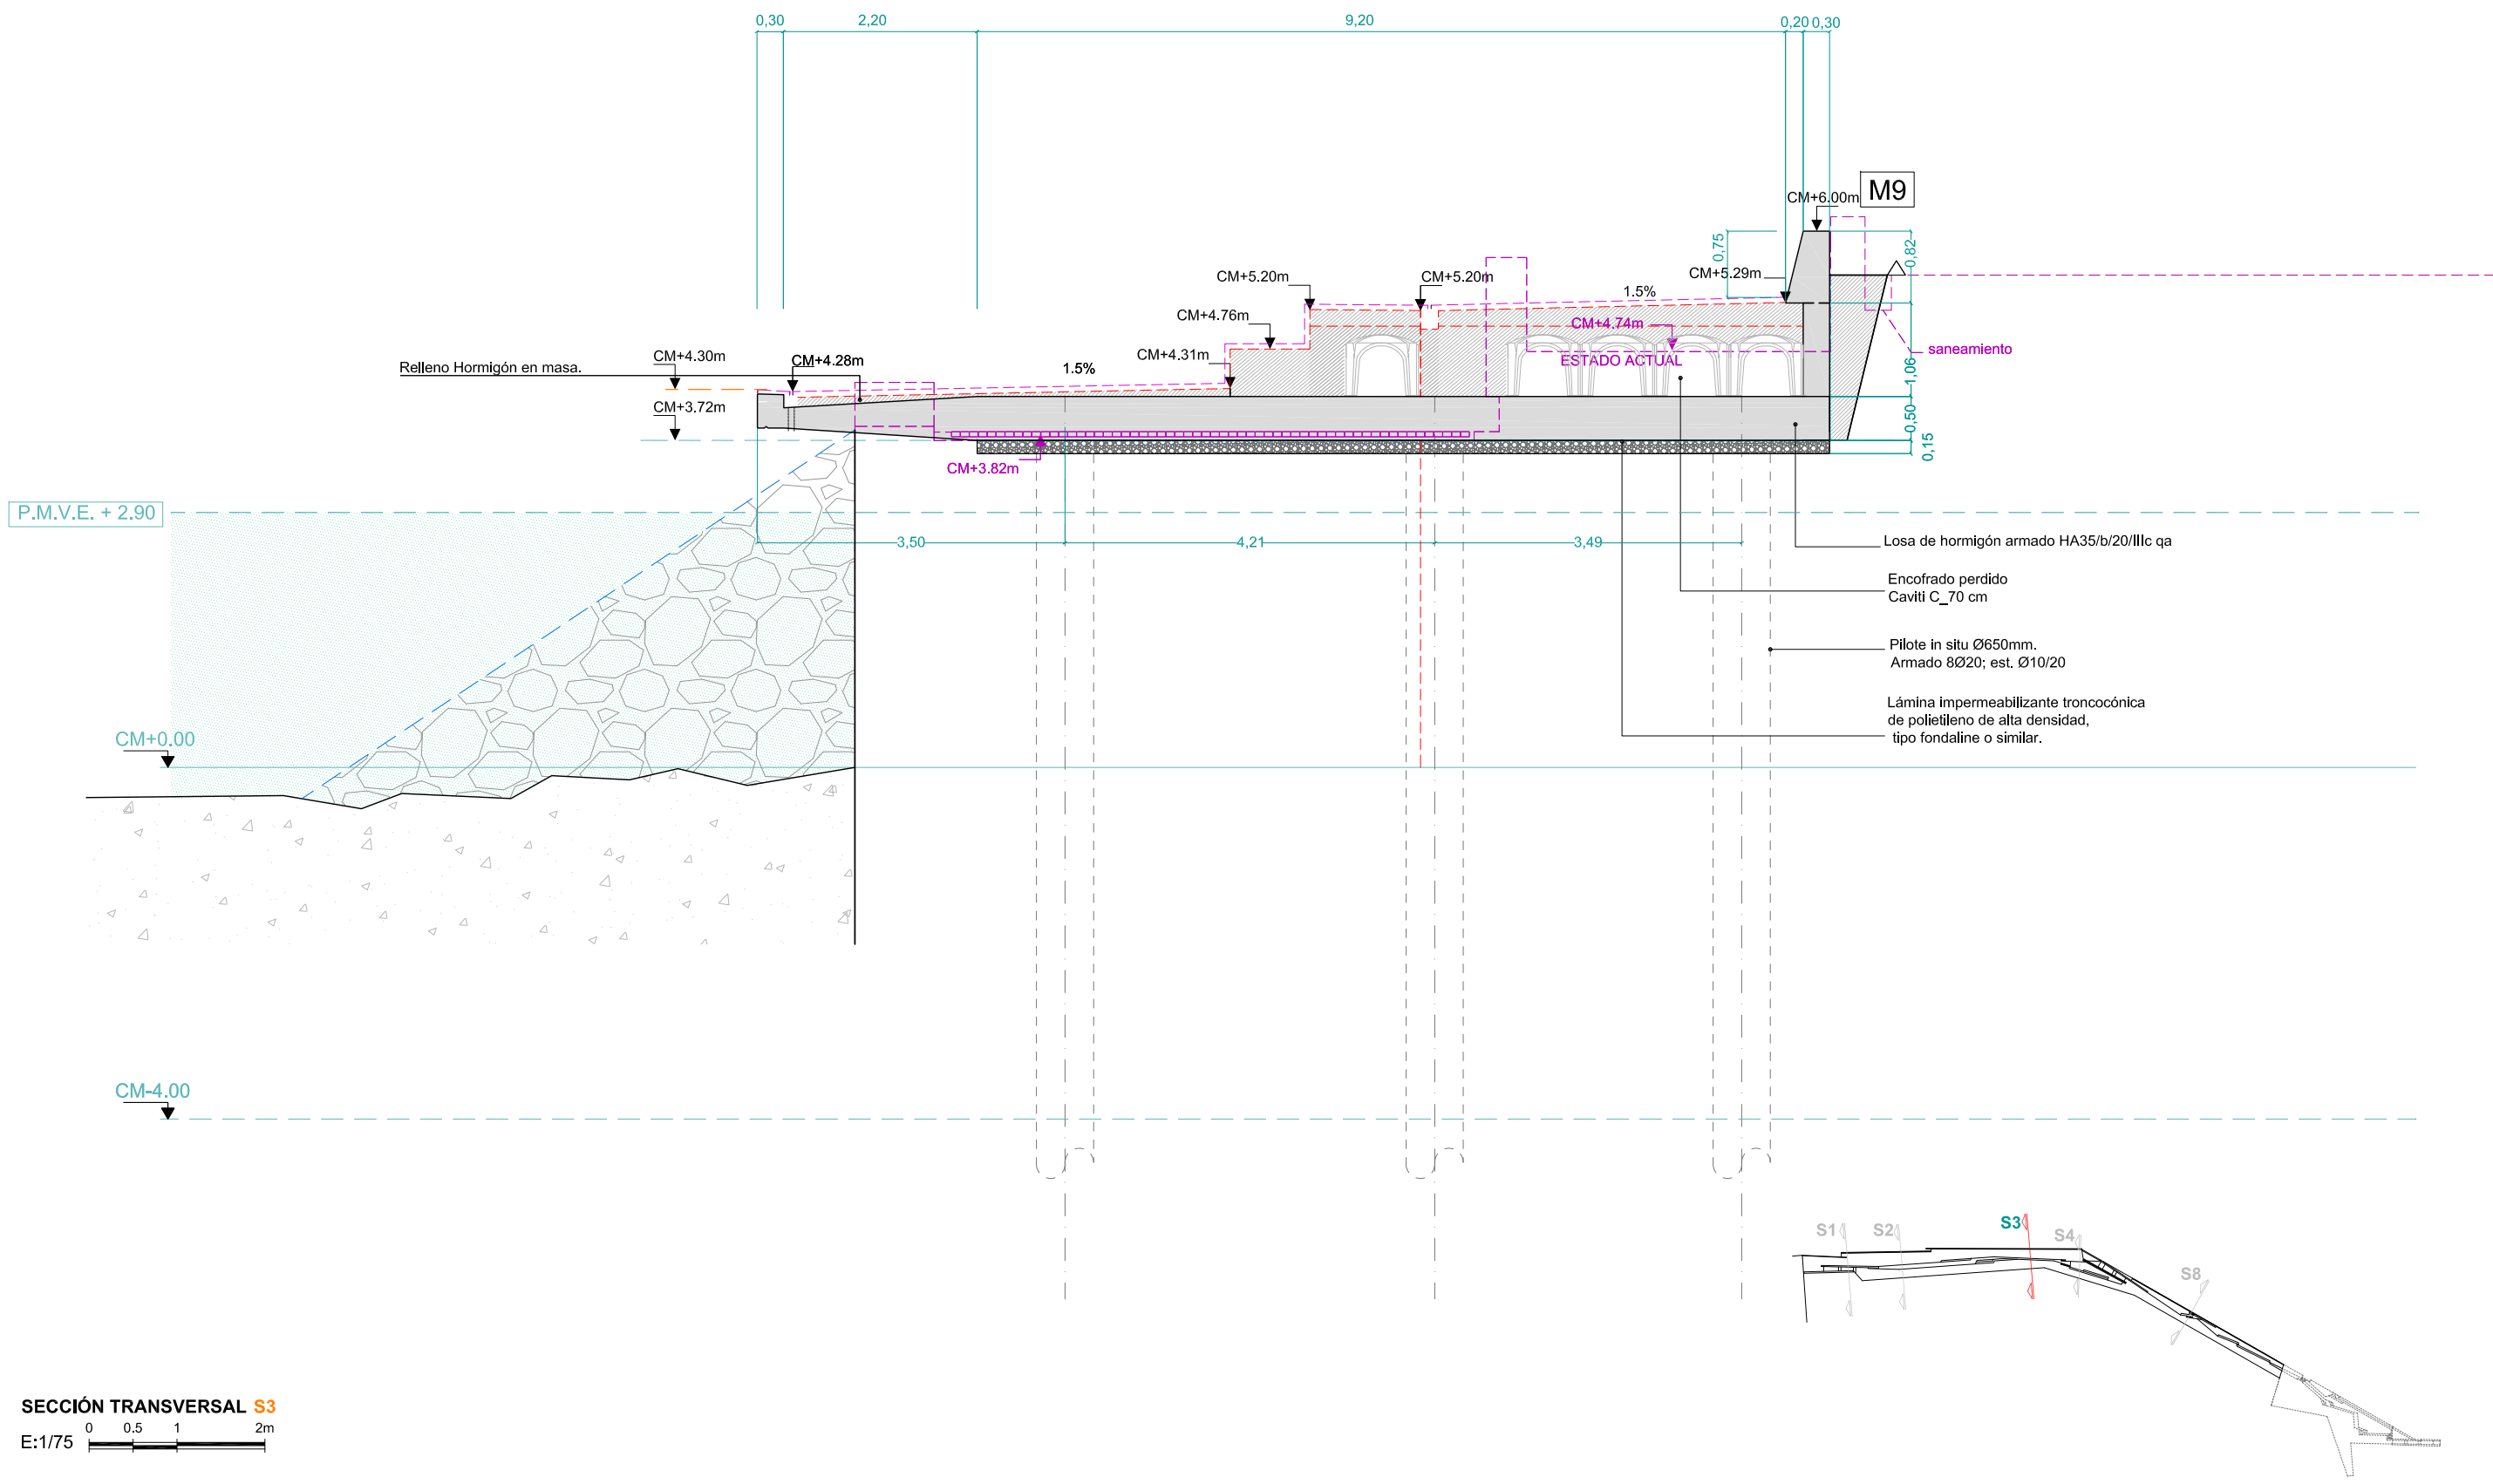 0,30
2,20
9,20
0,20
0,30
M9
CM+6.00m
0,75
0,82
CM+5.29m
CM+5.20m
CM+5.20m
1.5%
CM+4.76m
CM+4.74m
ESTADO ACTUAL
saneamiento
CM+4.31m
CM+4.30m
CM+4.28m
Relleno Hormigón en masa.
1.5%
1,06
CM+3.72m
0,50
0,15
CM+3.82m
P.M.V.E. + 2.90
3,50
4,21
3,49
Losa de hormigón armado HA35/b/20/IIIc qa
Encofrado perdido
Caviti C_70 cm
Pilote in situ Ø650mm.
Armado 8Ø20; est. Ø10/20
Lámina impermeabilizante troncocónica
de polietileno de alta densidad,
tipo fondaline o similar.
CM+0.00
CM-4.00
S1
S2
S3
S4
S8
SECCIÓN TRANSVERSAL S3
0 0.5 1 2m
E:1/75